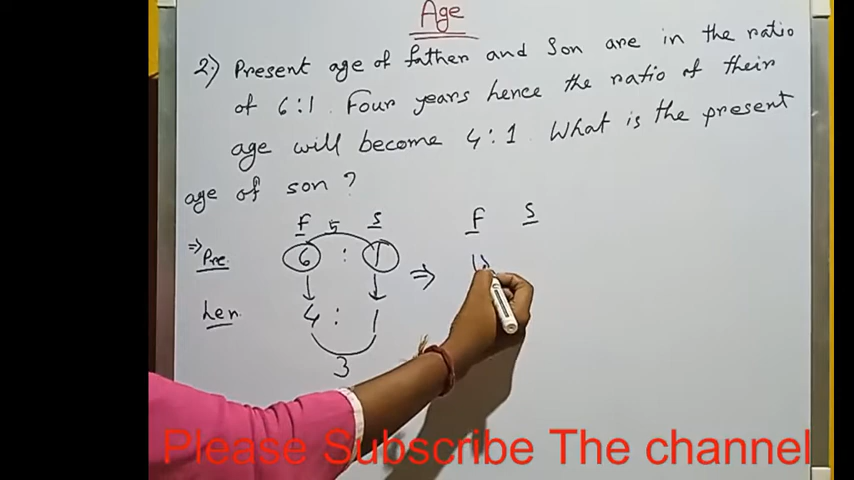 Age
2.) Present age of father and Son are in the ratio
of 6:1. Four years hence the ratio of their
age will become 4:1. What is the present
age of son?
f 5 s f s
⇒ Pre 6 : 1 ⇒ 18
hen 4 : 1
3
Please Subscribe The channel